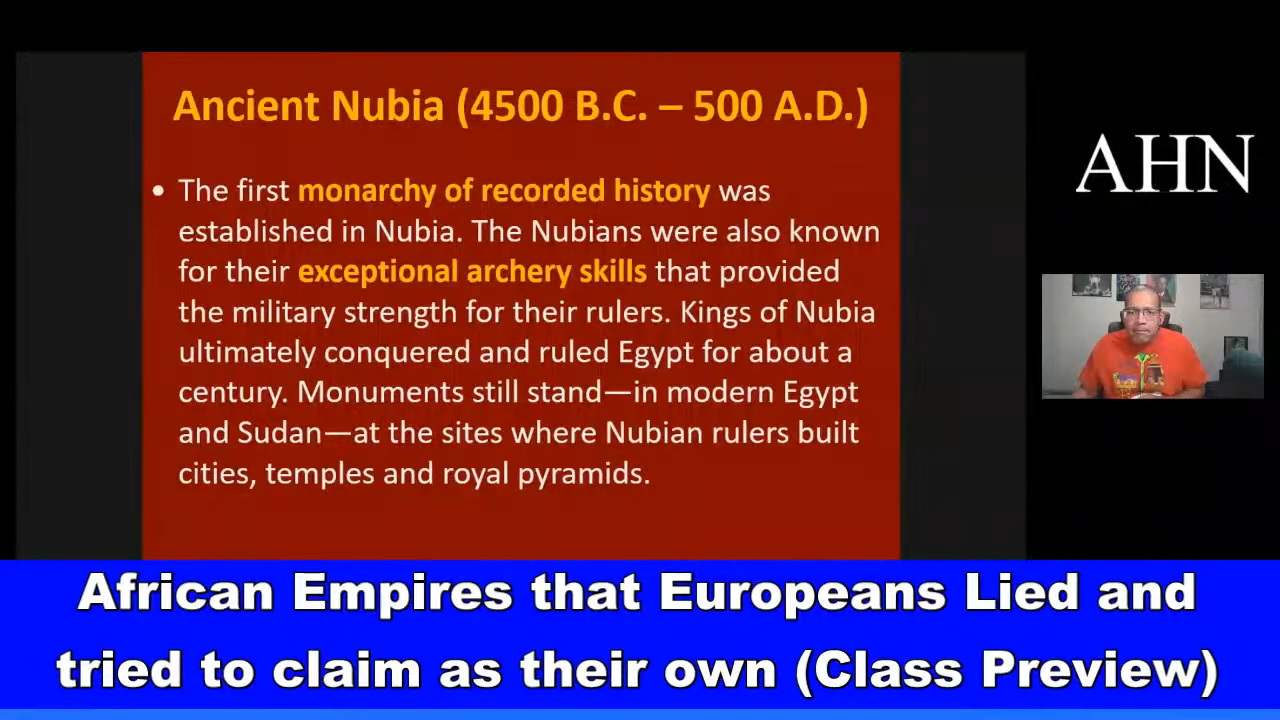 Ancient Nubia (4500 B.C. – 500 A.D.)
• The first monarchy of recorded history was
established in Nubia. The Nubians were also known
for their exceptional archery skills that provided
the military strength for their rulers. Kings of Nubia
ultimately conquered and ruled Egypt for about a
century. Monuments still stand—in modern Egypt
and Sudan—at the sites where Nubian rulers built
cities, temples and royal pyramids.
AHN
African Empires that Europeans Lied and
tried to claim as their own (Class Preview)